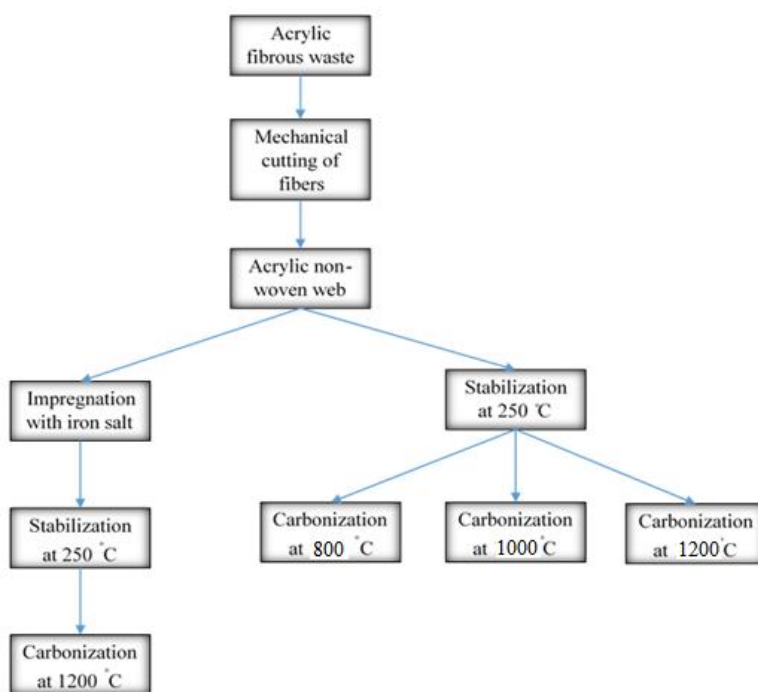 Acrylic
fibrous waste
Mechanical
cutting of
fibers
Acrylic non-
woven web
Impregnation
with iron salt
Stabilization
at 250 ℃
Stabilization
at 250 °C
Carbonization
at 800 °C
Carbonization
at 1000°C
Carbonization
at 1200°C
Carbonization
at 1200 °C